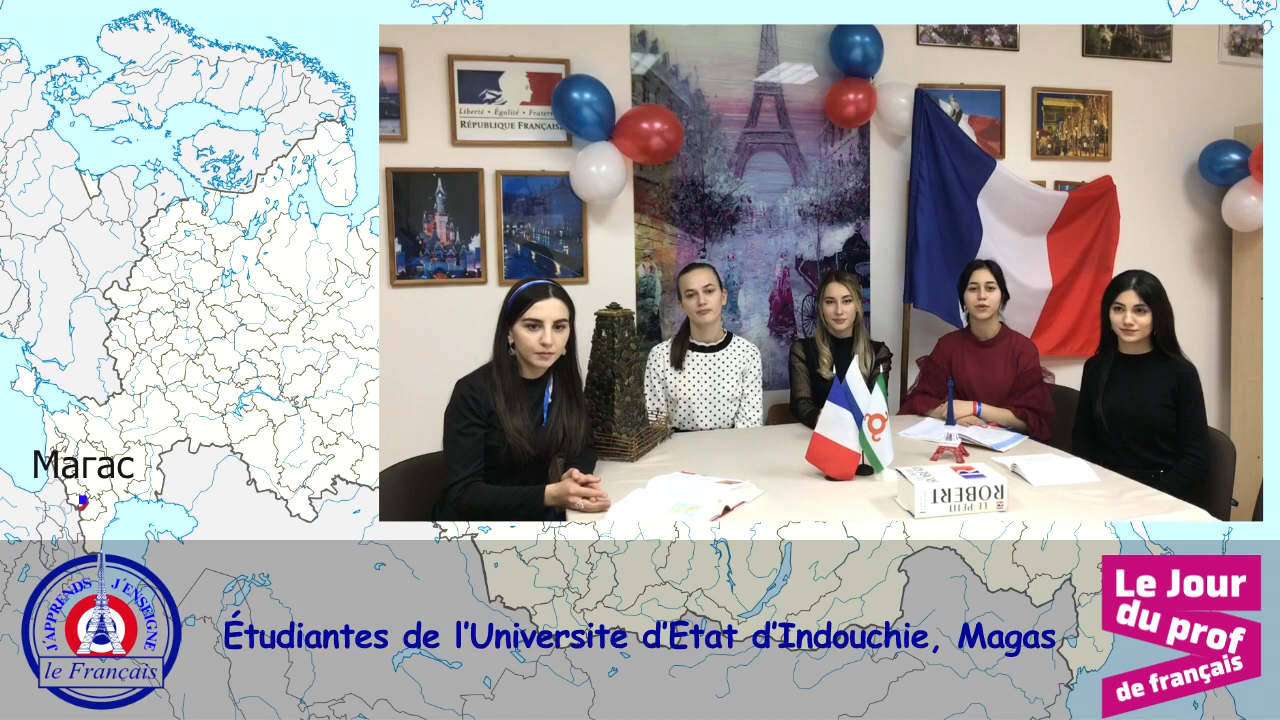 Liberté • Égalité • Fraternité
RÉPUBLIQUE FRANÇAISE
Магас
LE PETIT
ROBERT
J'APPRENDS J'ENSEIGNE
le Français
Étudiantes de l'Universite d'Etat d'Indouchie, Magas
Le Jour
du prof
de français